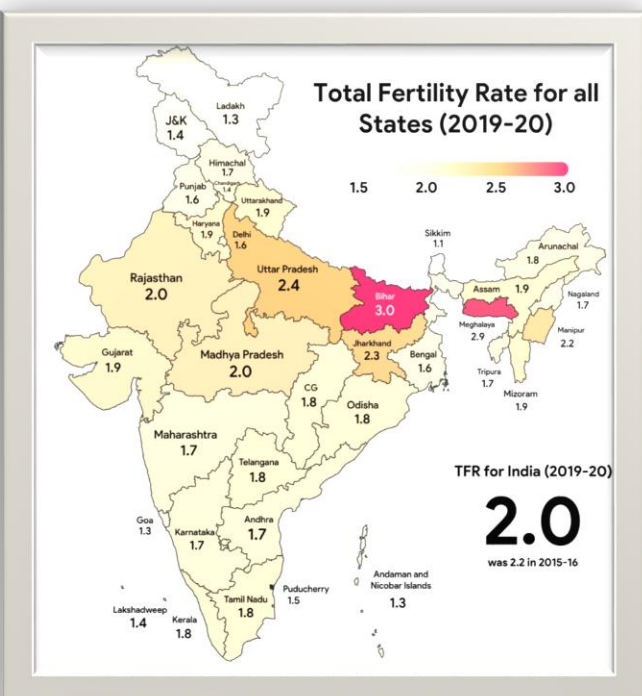 Total Fertility Rate for all
States (2019-20)
1.5 2.0 2.5 3.0
Ladakh
1.3
J&K
1.4
Himachal
1.7
Chandigarh
1.4
Punjab
1.6
Uttarakhand
1.9
Haryana
1.9
Delhi
1.6
Sikkim
1.1
Arunachal
1.8
Rajasthan
2.0
Uttar Pradesh
2.4
Bihar
3.0
Assam 1.9
Nagaland
1.7
Meghalaya
2.9
Manipur
2.2
Jharkhand
2.3
Gujarat
1.9
Madhya Pradesh
2.0
Bengal
1.6
Tripura
1.7
Mizoram
1.9
CG
1.8
Odisha
1.8
Maharashtra
1.7
Telangana
1.8
TFR for India (2019-20)
2.0
was 2.2 in 2015-16
Goa
1.3
Karnataka
1.7
Andhra
1.7
Andaman and
Nicobar Islands
1.3
Puducherry
1.5
Tamil Nadu
1.8
Lakshadweep
1.4
Kerala
1.8